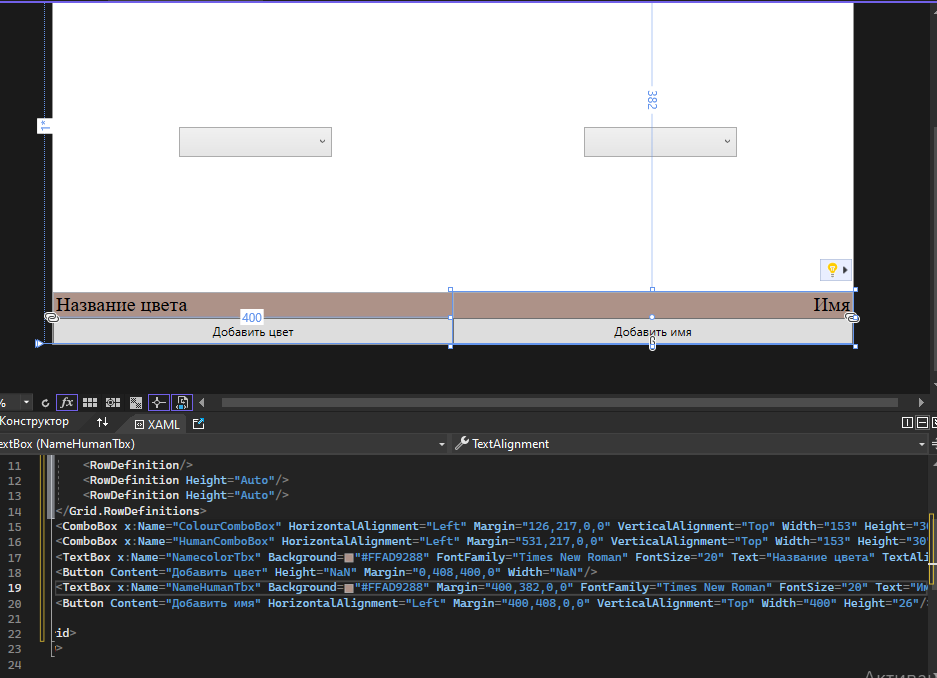 1*
382
Название цвета
Имя
400
Добавить цвет
Добавить имя
%
fx
Конструктор
XAML
extBox (NameHumanTbx)
TextAlignment
11 <RowDefinition/>
12 <RowDefinition Height="Auto"/>
13 <RowDefinition Height="Auto"/>
14 </Grid.RowDefinitions>
15 <ComboBox x:Name="ColourComboBox" HorizontalAlignment="Left" Margin="126,217,0,0" VerticalAlignment="Top" Width="153" Height="30
16 <ComboBox x:Name="HumanComboBox" HorizontalAlignment="Left" Margin="531,217,0,0" VerticalAlignment="Top" Width="153" Height="30"
17 <TextBox x:Name="NamecolorTbx" Background="#FFAD9288" FontFamily="Times New Roman" FontSize="20" Text="Название цвета" TextAli
18 <Button Content="Добавить цвет" Height="NaN" Margin="0,408,400,0" Width="NaN"/>
19 <TextBox x:Name="NameHumanTbx" Background="#FFAD9288" Margin="400,382,0,0" FontFamily="Times New Roman" FontSize="20" Text="Им
20 <Button Content="Добавить имя" HorizontalAlignment="Left" Margin="400,408,0,0" VerticalAlignment="Top" Width="400" Height="26"/
21
22 id>
23 >
24
Активац